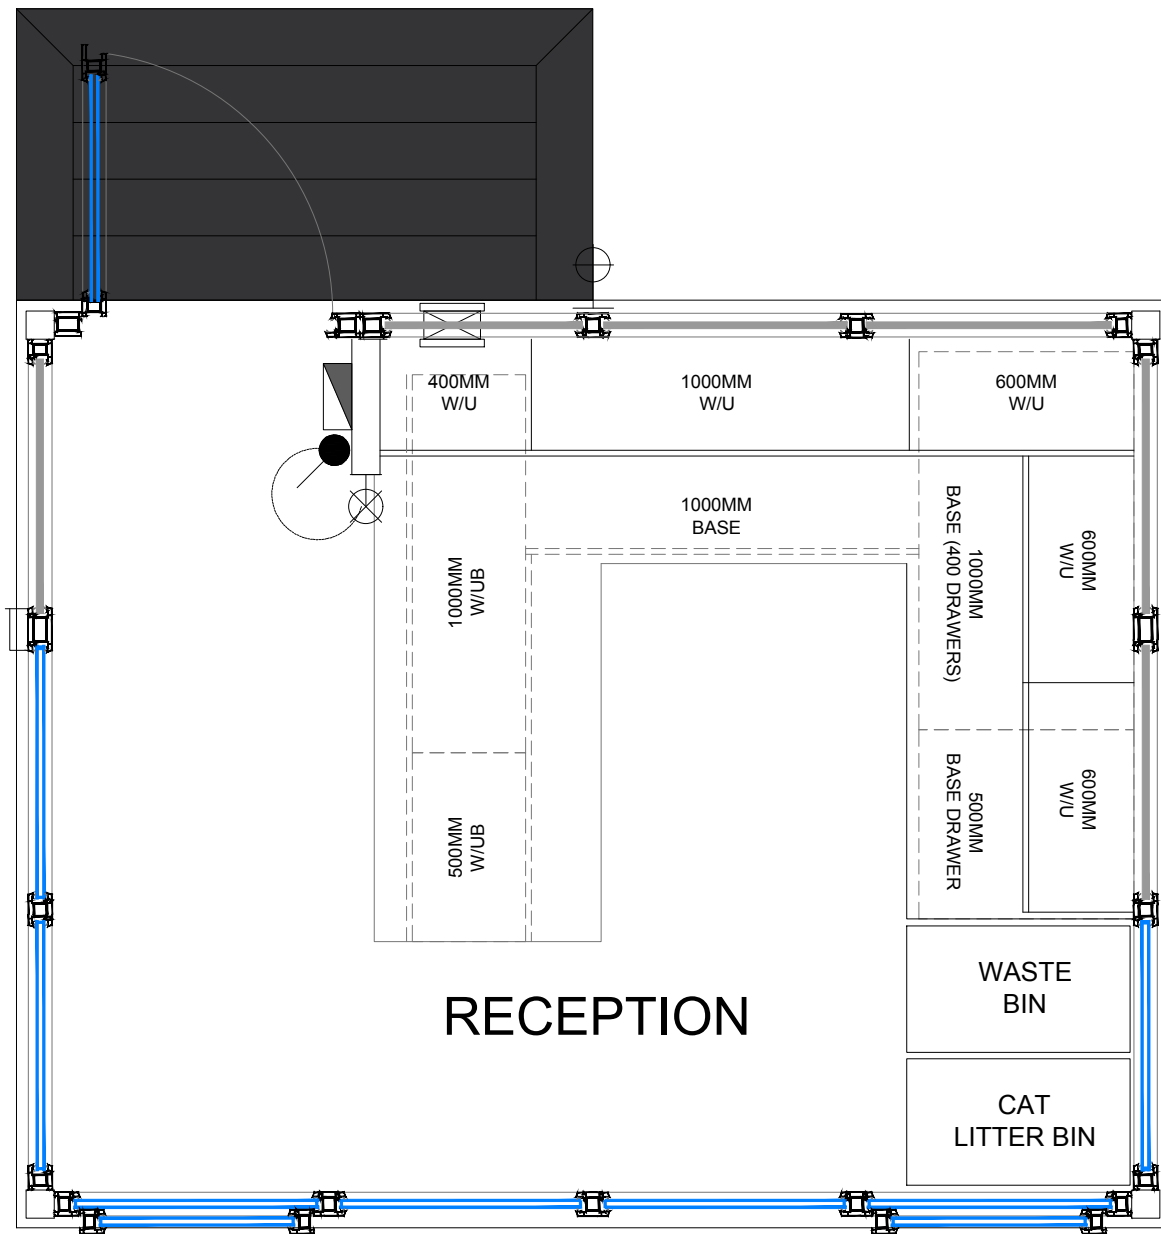 400MM
W/U
1000MM
W/U
600MM
W/U
1000MM
BASE
1000MM
W/UB
500MM
W/UB
1000MM
BASE (400 DRAWERS)
600MM
W/U
500MM
BASE DRAWER
600MM
W/U
WASTE
BIN
RECEPTION
CAT
LITTER BIN